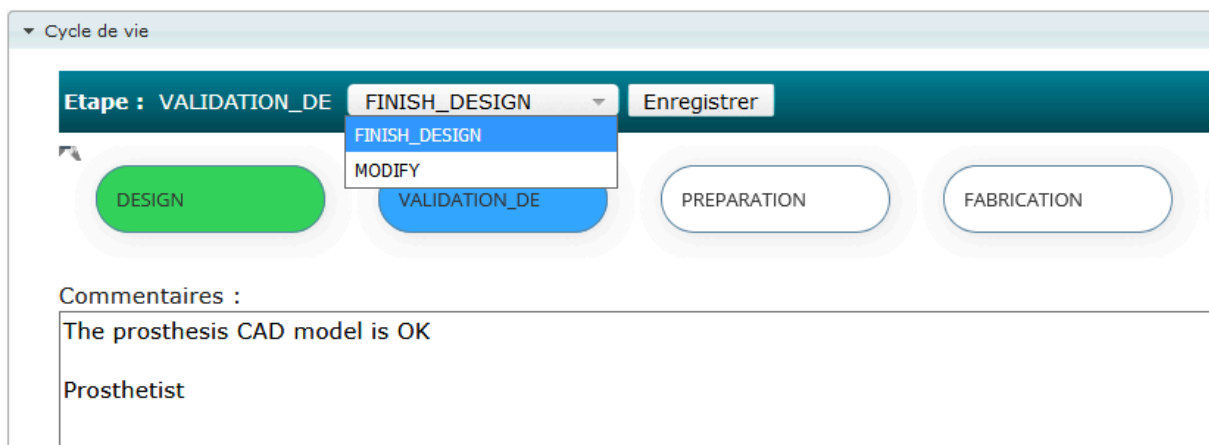 Cycle de vie
Etape : VALIDATION_DE FINISH_DESIGN Enregistrer
FINISH_DESIGN
MODIFY
DESIGN VALIDATION_DE PREPARATION FABRICATION
Commentaires :
The prosthesis CAD model is OK
Prosthetist